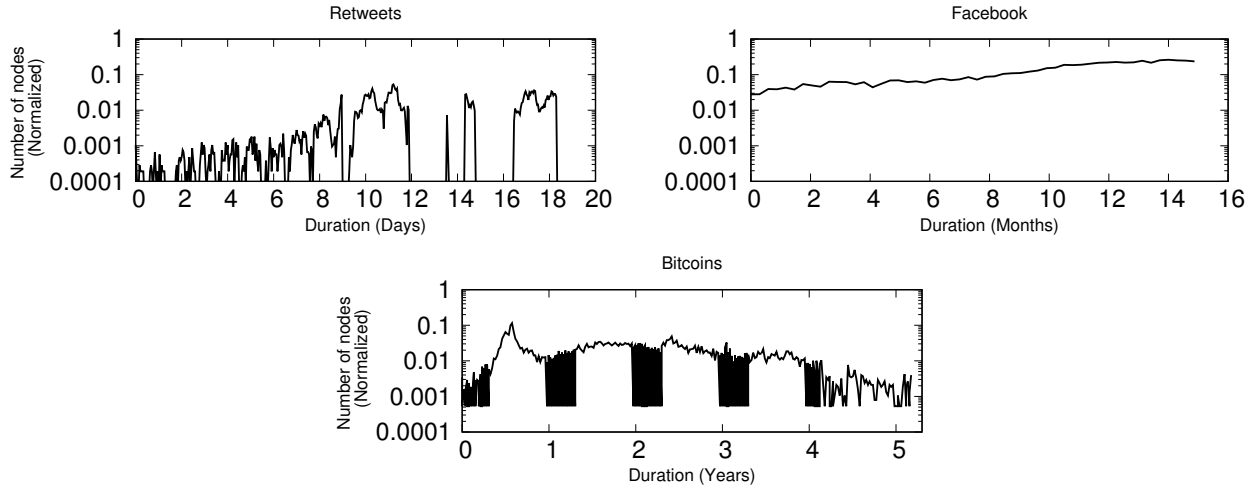 Retweets
Number of nodes
(Normalized)
1
0.1
0.01
0.001
0.0001
0 2 4 6 8 10 12 14 16 18 20
Duration (Days)
Facebook
1
0.1
0.01
0.001
0.0001
0 2 4 6 8 10 12 14 16
Duration (Months)
Bitcoins
Number of nodes
(Normalized)
1
0.1
0.01
0.001
0.0001
0 1 2 3 4 5
Duration (Years)